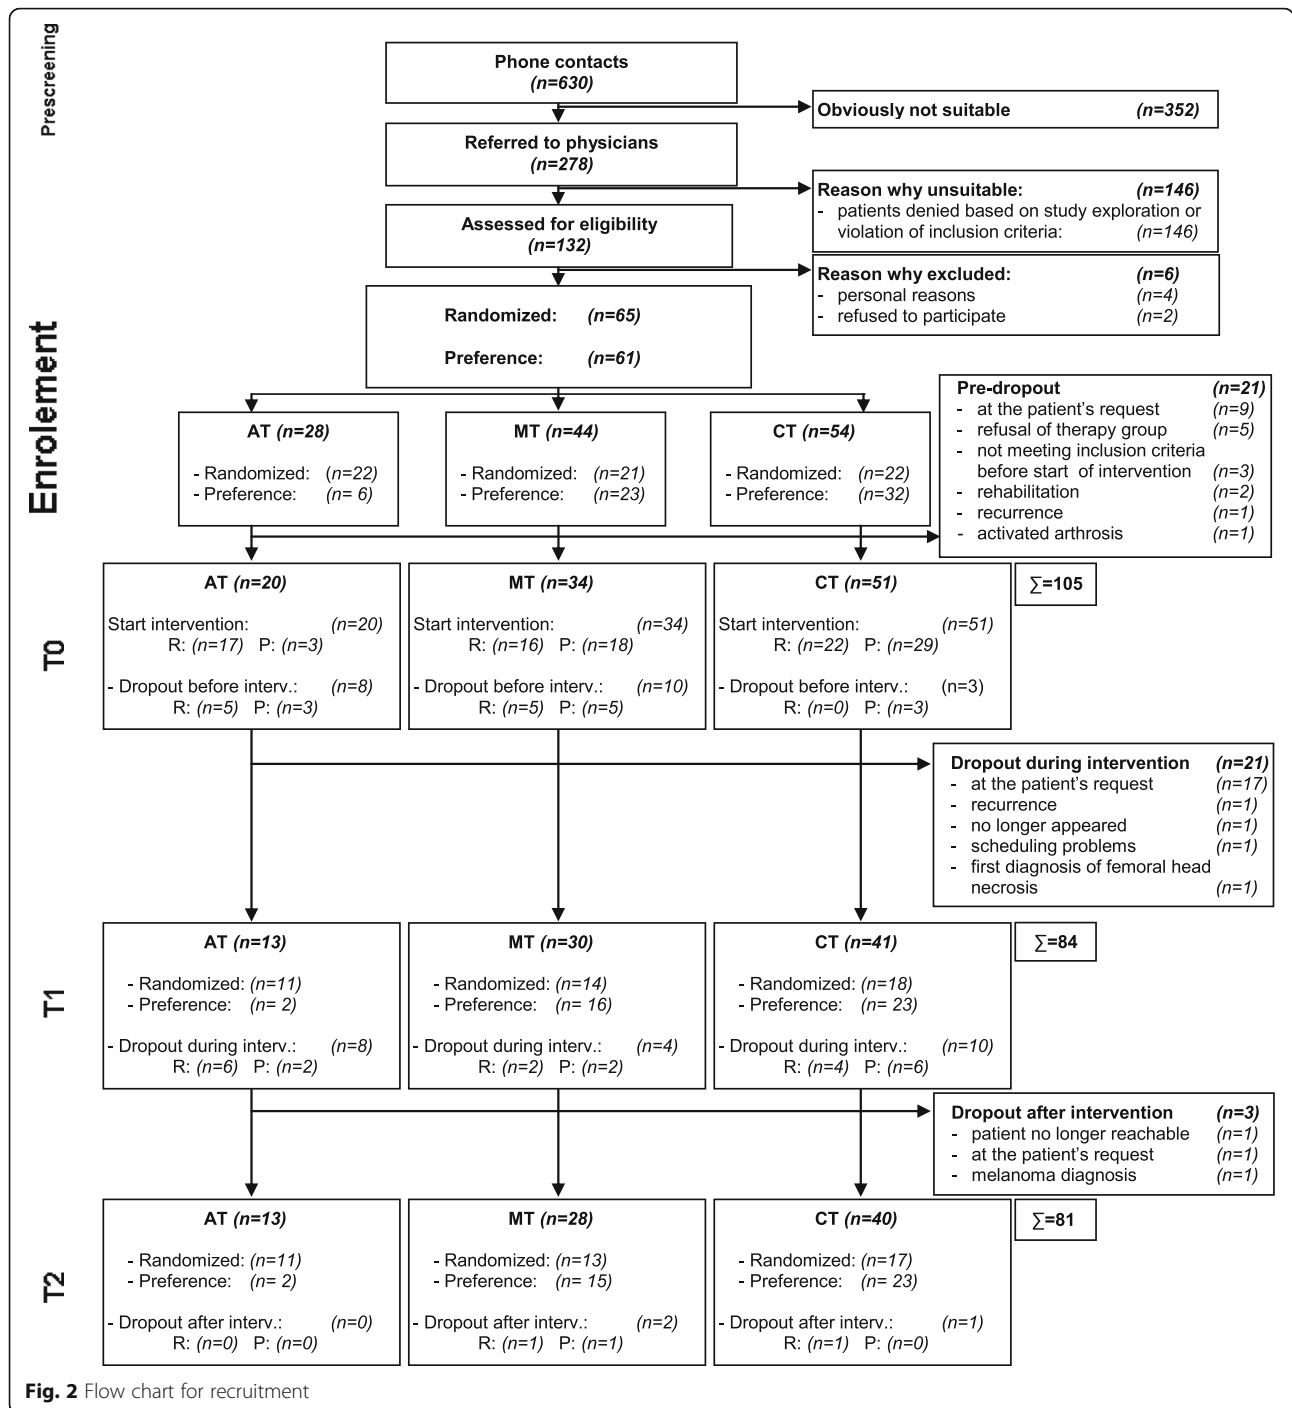 Prescreening
Phone contacts
(n=630)
Obviously not suitable (n=352)
Referred to physicians
(n=278)
Reason why unsuitable: (n=146)
- patients denied based on study exploration or
violation of inclusion criteria: (n=146)
Assessed for eligibility
(n=132)
Reason why excluded: (n=6)
- personal reasons (n=4)
- refused to participate (n=2)
Enrolement
Randomized: (n=65)
Preference: (n=61)
Pre-dropout (n=21)
- at the patient's request (n=9)
- refusal of therapy group (n=5)
- not meeting inclusion criteria
before start of intervention (n=3)
- rehabilitation (n=2)
- recurrence (n=1)
- activated arthrosis (n=1)
AT (n=28)
- Randomized: (n=22)
- Preference: (n= 6)
MT (n=44)
- Randomized: (n=21)
- Preference: (n=23)
CT (n=54)
- Randomized: (n=22)
- Preference: (n=32)
T0
AT (n=20)
Start intervention: (n=20)
R: (n=17) P: (n=3)
- Dropout before interv.: (n=8)
R: (n=5) P: (n=3)
MT (n=34)
Start intervention: (n=34)
R: (n=16) P: (n=18)
- Dropout before interv.: (n=10)
R: (n=5) P: (n=5)
CT (n=51)
Start intervention: (n=51)
R: (n=22) P: (n=29)
- Dropout before interv.: (n=3)
R: (n=0) P: (n=3)
∑=105
Dropout during intervention (n=21)
- at the patient's request (n=17)
- recurrence (n=1)
- no longer appeared (n=1)
- scheduling problems (n=1)
- first diagnosis of femoral head
necrosis (n=1)
T1
AT (n=13)
- Randomized: (n=11)
- Preference: (n= 2)
- Dropout during interv.: (n=8)
R: (n=6) P: (n=2)
MT (n=30)
- Randomized: (n=14)
- Preference: (n= 16)
- Dropout during interv.: (n=4)
R: (n=2) P: (n=2)
CT (n=41)
- Randomized: (n=18)
- Preference: (n= 23)
- Dropout during interv.: (n=10)
R: (n=4) P: (n=6)
∑=84
Dropout after intervention (n=3)
- patient no longer reachable (n=1)
- at the patient's request (n=1)
- melanoma diagnosis (n=1)
T2
AT (n=13)
- Randomized: (n=11)
- Preference: (n= 2)
- Dropout after interv.: (n=0)
R: (n=0) P: (n=0)
MT (n=28)
- Randomized: (n=13)
- Preference: (n= 15)
- Dropout after interv.: (n=2)
R: (n=1) P: (n=1)
CT (n=40)
- Randomized: (n=17)
- Preference: (n= 23)
- Dropout after interv.: (n=1)
R: (n=1) P: (n=0)
∑=81
Fig. 2 Flow chart for recruitment